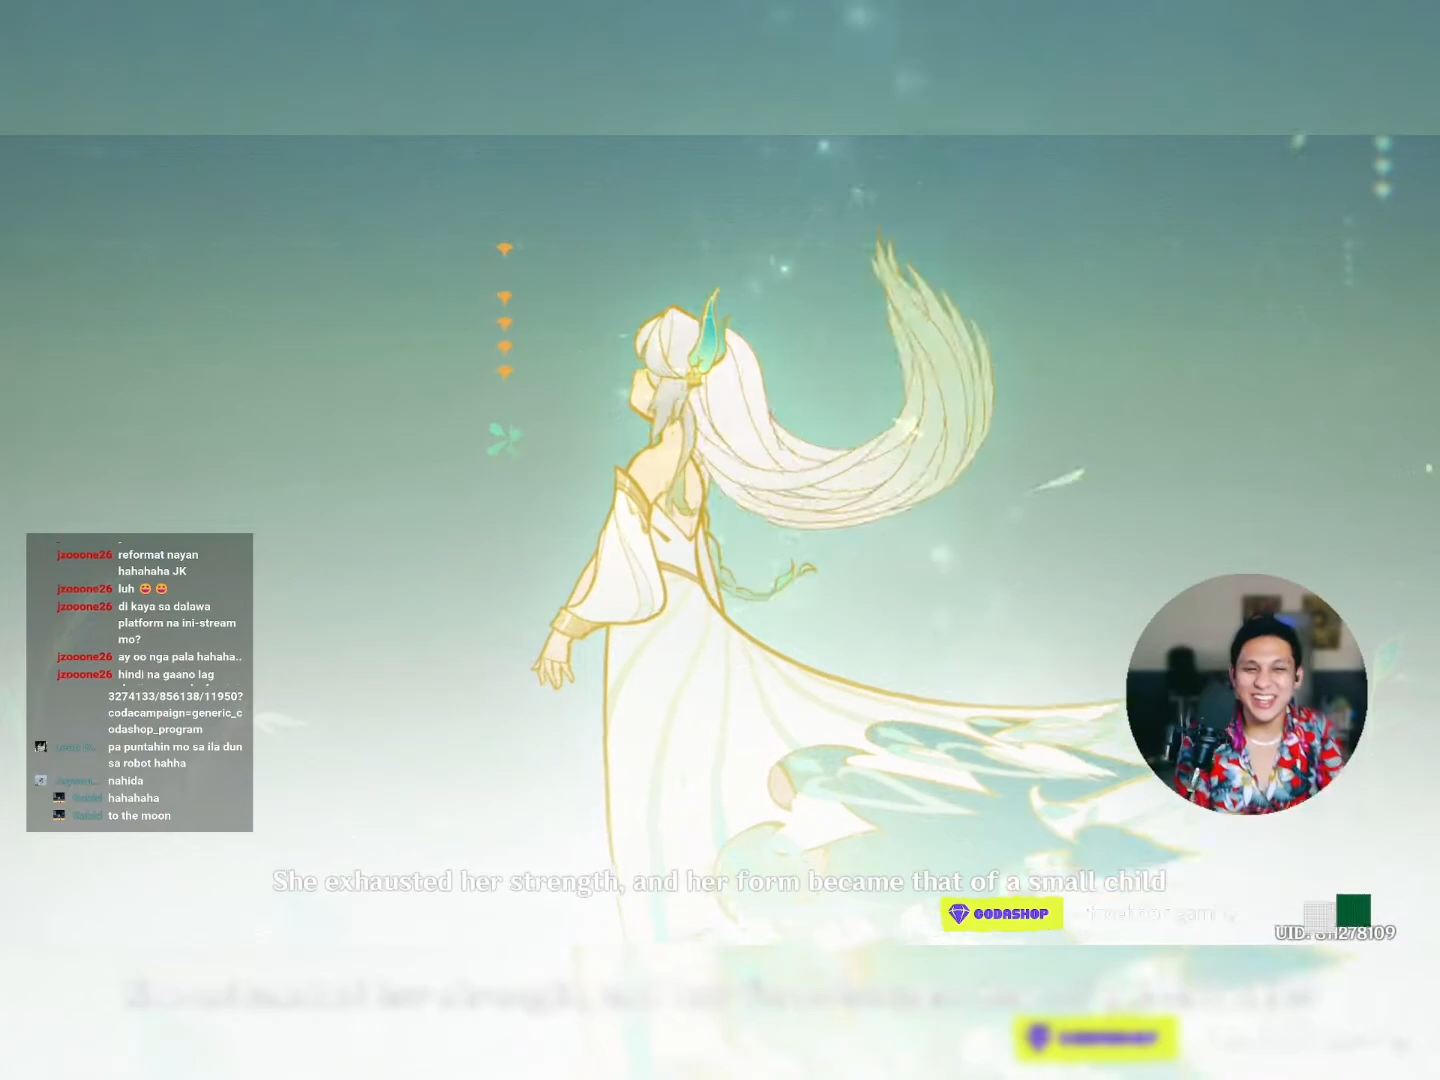 jzooone26 reformat nayan
hahahaha JK
jzooone26 luh 😆 😆
jzooone26 di kaya sa dalawa
platform na ini-stream
mo?
jzooone26 ay oo nga pala hahaha..
jzooone26 hindi na gaano lag
3274133/856138/11950?
codacampaign=generic_c
odashop_program
pa puntahin mo sa ila dun
sa robot hahha
nahida
hahahaha
to the moon
She exhausted her strength, and her form became that of a small child
CODASHOP
UID: